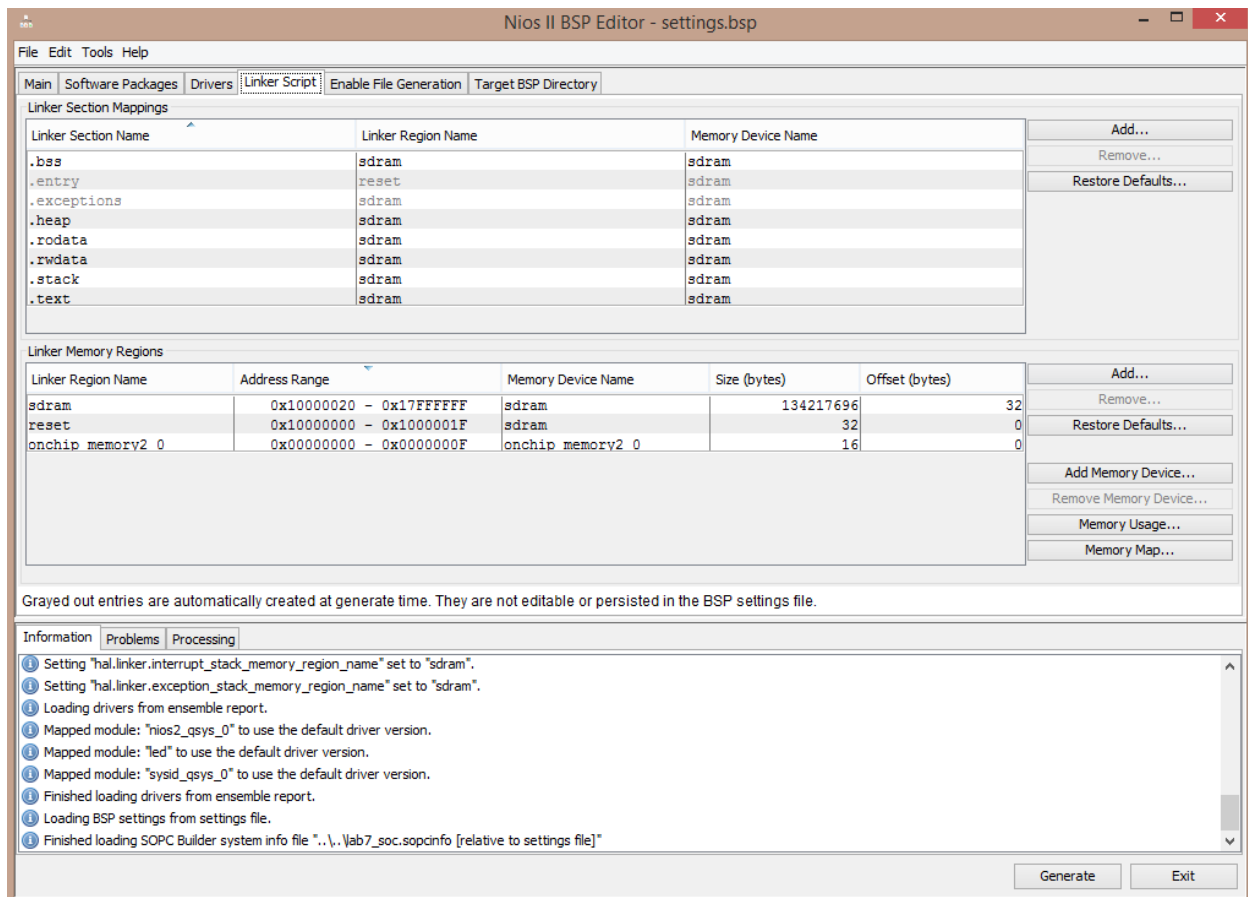 Nios II BSP Editor - settings.bsp
File Edit Tools Help
Main Software Packages Drivers Linker Script Enable File Generation Target BSP Directory
Linker Section Mappings
Linker Section Name Linker Region Name Memory Device Name
.bss sdram sdram
.entry reset sdram
.exceptions sdram sdram
.heap sdram sdram
.rodata sdram sdram
.rwdata sdram sdram
.stack sdram sdram
.text sdram sdram
Add...
Remove...
Restore Defaults...
Linker Memory Regions
Linker Region Name Address Range Memory Device Name Size (bytes) Offset (bytes)
sdram 0x10000020 - 0x17FFFFFF sdram 134217696 32
reset 0x10000000 - 0x1000001F sdram 32 0
onchip_memory2_0 0x00000000 - 0x0000000F onchip_memory2_0 16 0
Add...
Remove...
Restore Defaults...
Add Memory Device...
Remove Memory Device...
Memory Usage...
Memory Map...
Grayed out entries are automatically created at generate time. They are not editable or persisted in the BSP settings file.
Information Problems Processing
Setting "hal.linker.interrupt_stack_memory_region_name" set to "sdram".
Setting "hal.linker.exception_stack_memory_region_name" set to "sdram".
Loading drivers from ensemble report.
Mapped module: "nios2_qsys_0" to use the default driver version.
Mapped module: "led" to use the default driver version.
Mapped module: "sysid_qsys_0" to use the default driver version.
Finished loading drivers from ensemble report.
Loading BSP settings from settings file.
Finished loading SOPC Builder system info file "..\..\lab7_soc.sopcinfo [relative to settings file]"
Generate Exit